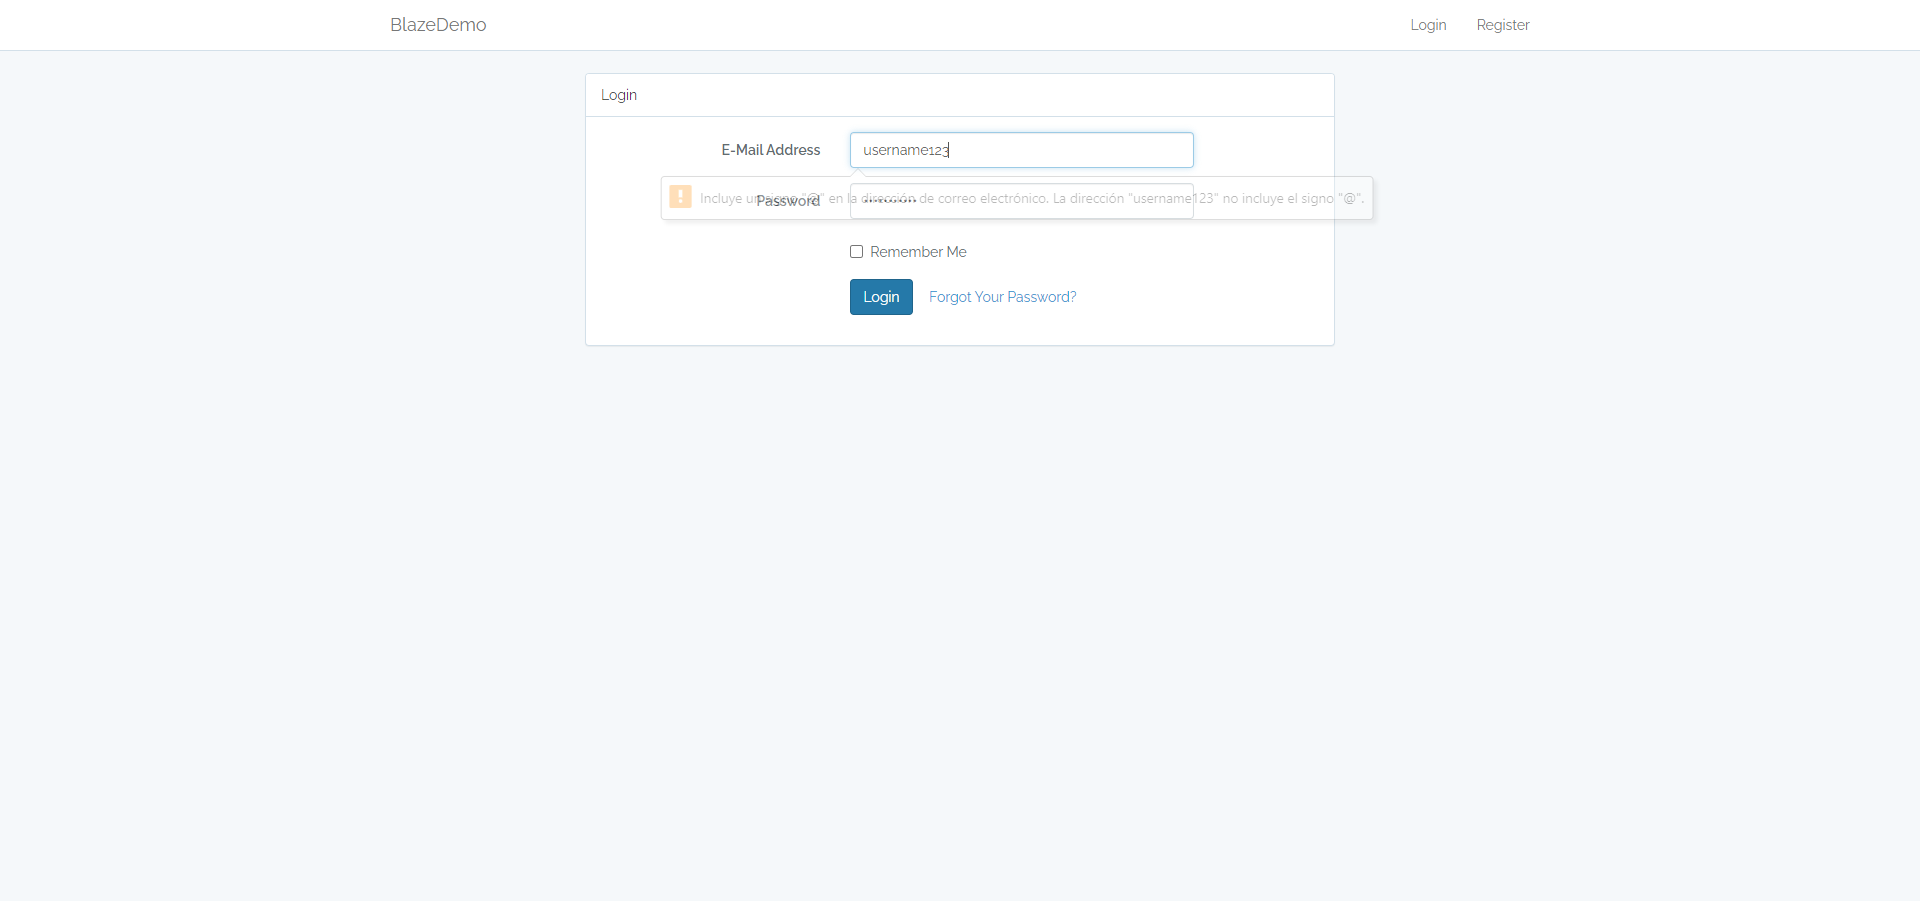 BlazeDemo Login Register
Login
E-Mail Address username123
Incluye un signo "@" en la dirección de correo electrónico. La dirección "username123" no incluye el signo "@".
Password
Remember Me
Login Forgot Your Password?